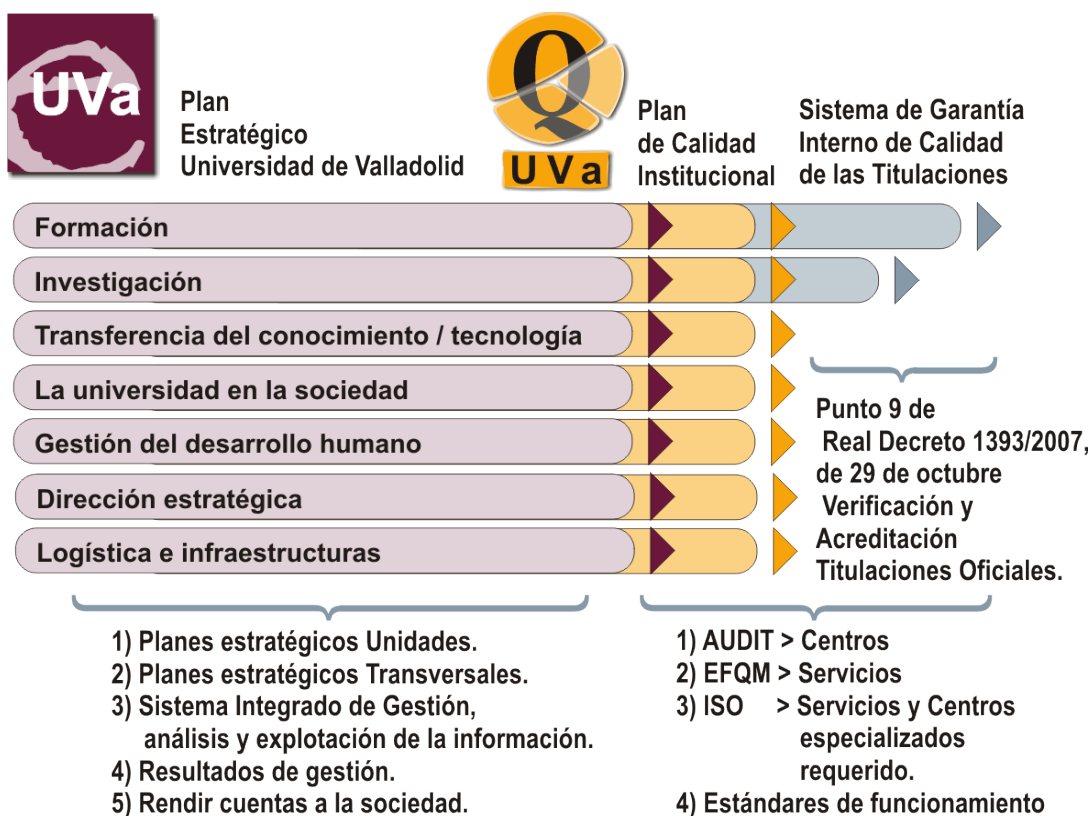 UVa
Plan
Estratégico
Universidad de Valladolid
Q
UVa
Plan
de Calidad
Institucional
Sistema de Garantía
Interno de Calidad
de las Titulaciones
Formación
Investigación
Transferencia del conocimiento / tecnología
La universidad en la sociedad
Gestión del desarrollo humano
Dirección estratégica
Logística e infraestructuras
Punto 9 de
Real Decreto 1393/2007,
de 29 de octubre
Verificación y
Acreditación
Titulaciones Oficiales.
1) Planes estratégicos Unidades.
2) Planes estratégicos Transversales.
3) Sistema Integrado de Gestión,
análisis y explotación de la información.
4) Resultados de gestión.
5) Rendir cuentas a la sociedad.
1) AUDIT > Centros
2) EFQM > Servicios
3) ISO > Servicios y Centros
especializados
requerido.
4) Estándares de funcionamiento